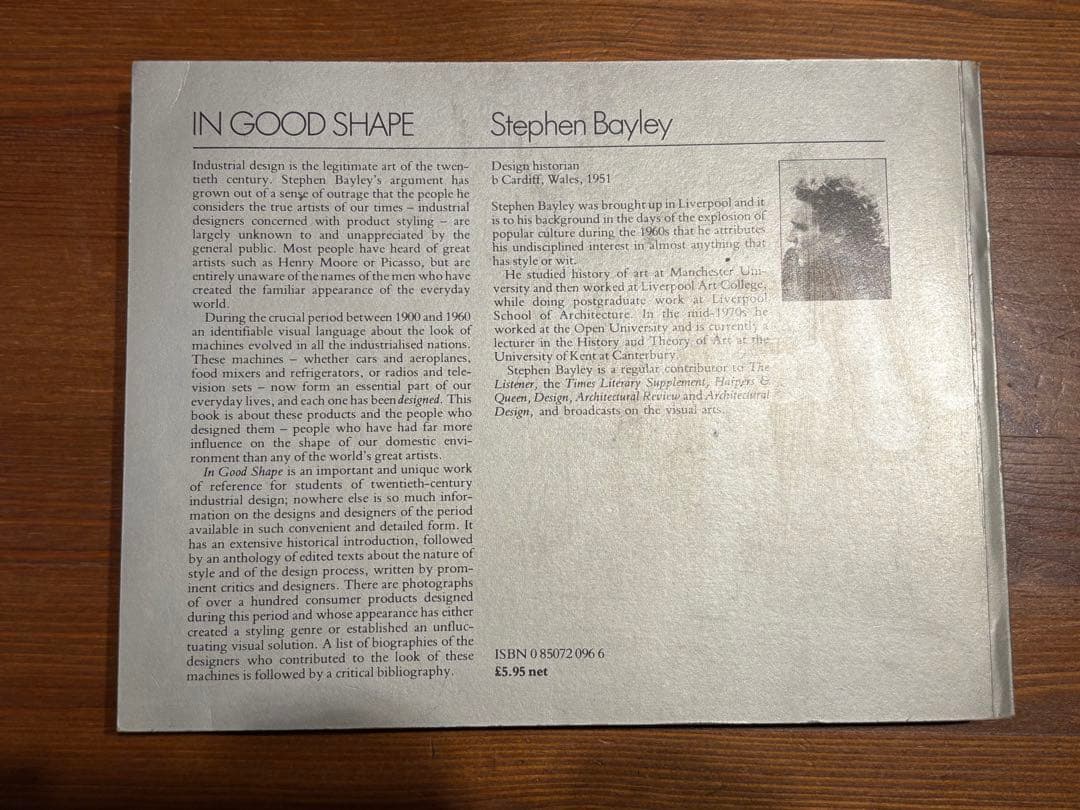 IN GOOD SHAPE
Industrial design is the legitimate art of the twen-
tieth century. Stephen Bayley's argument has
grown out of a sense of outrage that the people he
considers the true artists of our times – industrial
designers concerned with product styling – are
largely unknown to and unappreciated by the
general public. Most people have heard of great
artists such as Henry Moore or Picasso, but are
entirely unaware of the names of the men who have
created the familiar appearance of the everyday
world.
During the crucial period between 1900 and 1960
an identifiable visual language about the look of
machines evolved in all the industrialised nations.
These machines – whether cars and aeroplanes,
food mixers and refrigerators, or radios and tele-
vision sets – now form an essential part of our
everyday lives, and each one has been designed. This
book is about these products and the people who
designed them – people who have had far more
influence on the shape of our domestic envi-
ronment than any of the world's great artists.
In Good Shape is an important and unique work
of reference for students of twentieth-century
industrial design; nowhere else is so much infor-
mation on the designs and designers of the period
available in such convenient and detailed form. It
has an extensive historical introduction, followed
by an anthology of edited texts about the nature of
style and of the design process, written by prom-
inent critics and designers. There are photographs
of over a hundred consumer products designed
during this period and whose appearance has either
created a styling genre or established an unfluc-
tuating visual solution. A list of biographies of the
designers who contributed to the look of these
machines is followed by a critical bibliography.
Stephen Bayley
Design historian
b Cardiff, Wales, 1951
Stephen Bayley was brought up in Liverpool and it
is to his background in the days of the explosion of
popular culture during the 1960s that he attributes
his undisciplined interest in almost anything that
has style or wit.
He studied history of art at Manchester Uni-
versity and then worked at Liverpool Art College,
while doing postgraduate work at Liverpool
School of Architecture. In the mid-1970s he
worked at the Open University and is currently a
lecturer in the History and Theory of Art at the
University of Kent at Canterbury.
Stephen Bayley is a regular contributor to The
Listener, the Times Literary Supplement, Harpers &
Queen, Design, Architectural Review and Architectural
Design, and broadcasts on the visual arts.
ISBN 0 85072 096 6
£5.95 net